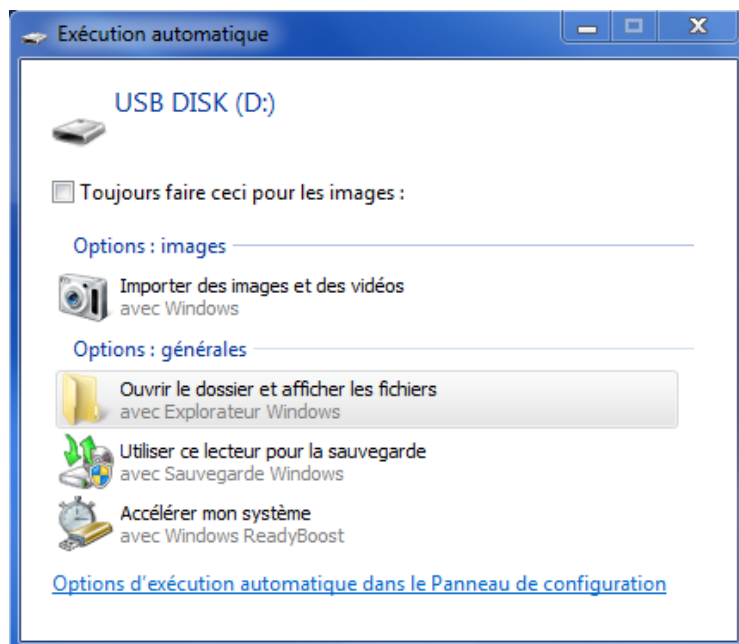 Exécution automatique
USB DISK (D:)
Toujours faire ceci pour les images :
Options : images
Importer des images et des vidéos
avec Windows
Options : générales
Ouvrir le dossier et afficher les fichiers
avec Explorateur Windows
Utiliser ce lecteur pour la sauvegarde
avec Sauvegarde Windows
Accélérer mon système
avec Windows ReadyBoost
Options d'exécution automatique dans le Panneau de configuration